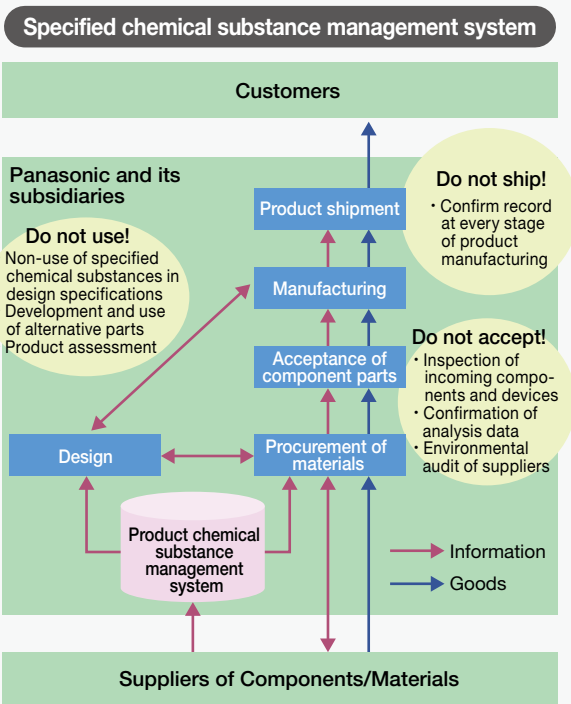 Specified chemical substance management system
Customers
Panasonic and its
subsidiaries
Do not use!
Non-use of specified
chemical substances in
design specifications
Development and use
of alternative parts
Product assessment
Product shipment
Do not ship!
・Confirm record
at every stage
of product
manufacturing
Manufacturing
Acceptance of
component parts
Do not accept!
・Inspection of
incoming compo-
nents and devices
・Confirmation of
analysis data
・Environmental
audit of suppliers
Design
Procurement of
materials
Product chemical
substance
management
system
Information
Goods
Suppliers of Components/Materials